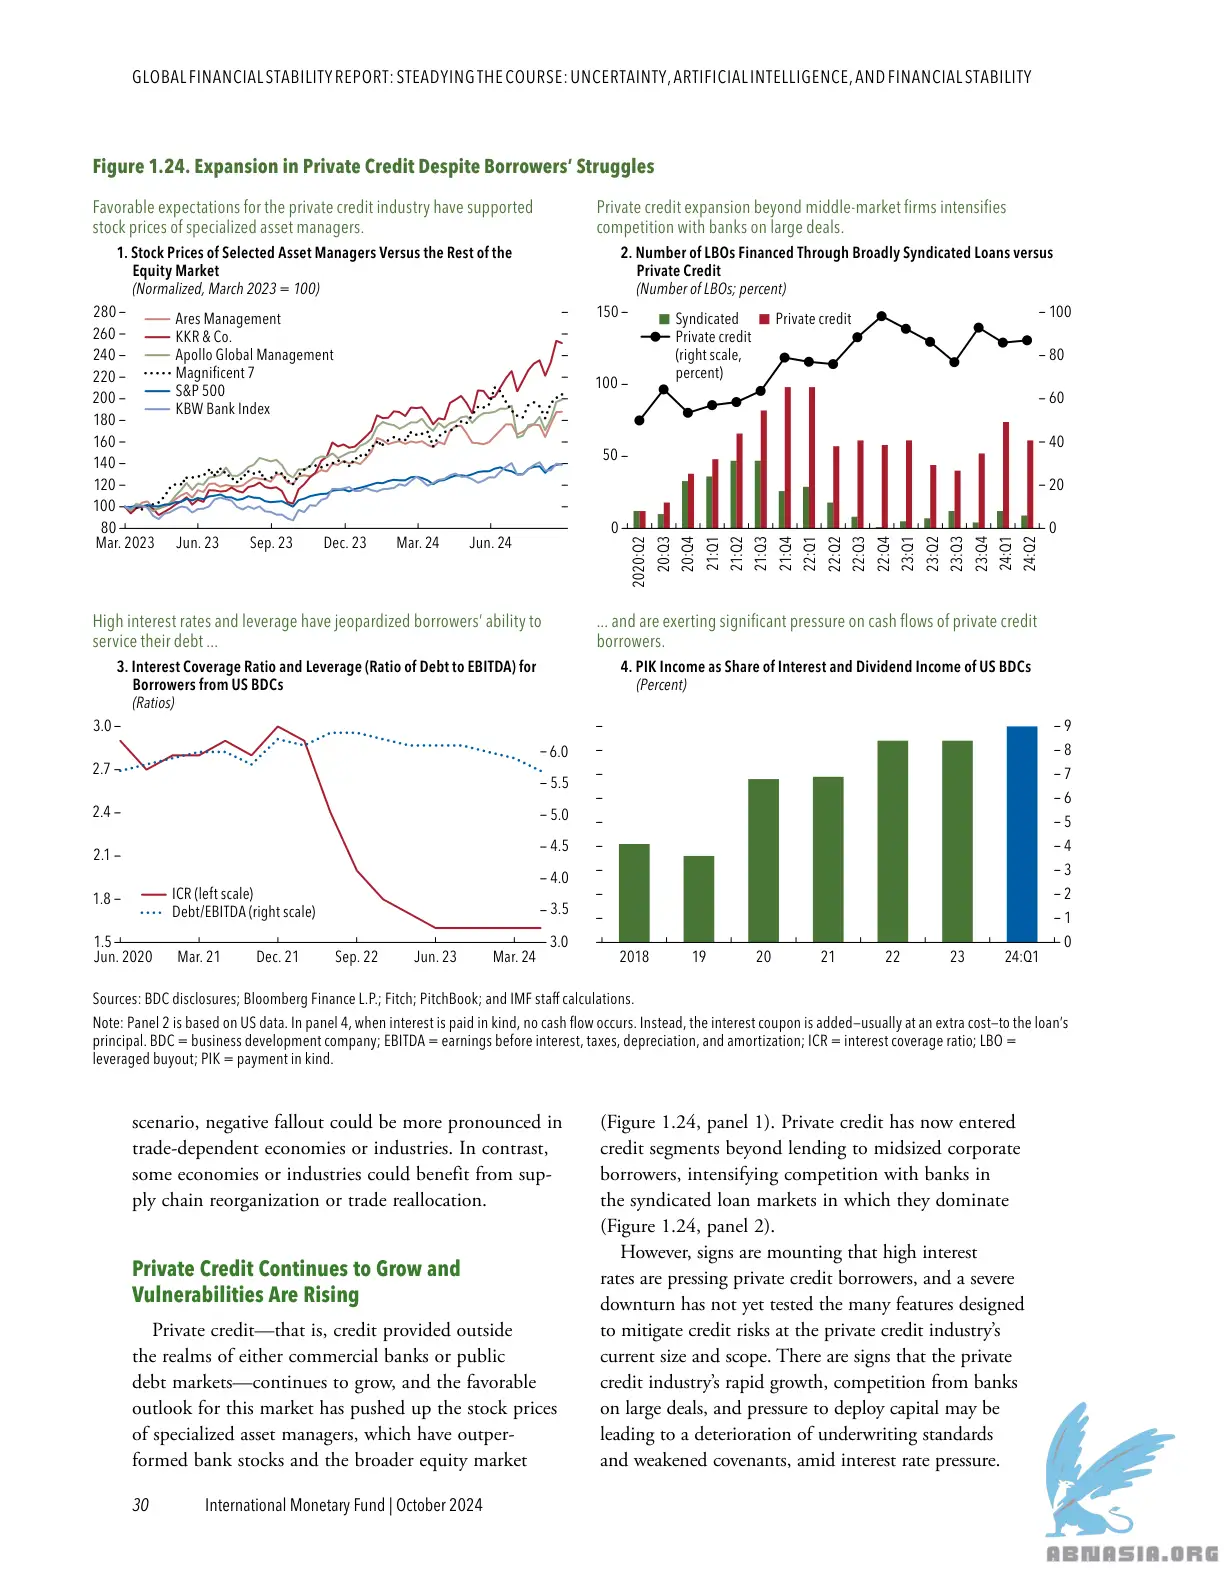 GLOBAL FINANCIAL STABILITY REPORT: STEADYING THE COURSE: UNCERTAINTY, ARTIFICIAL INTELLIGENCE, AND FINANCIAL STABILITY
Figure 1.24. Expansion in Private Credit Despite Borrowers’ Struggles
Favorable expectations for the private credit industry have supported
stock prices of specialized asset managers.
1. Stock Prices of Selected Asset Managers Versus the Rest of the
Equity Market
(Normalized, March 2023 = 100)
280
260
240
220
200
180
160
140
120
100
80
Ares Management
KKR & Co.
Apollo Global Management
Magnificent 7
S&P 500
KBW Bank Index
Mar. 2023 Jun. 23 Sep. 23 Dec. 23 Mar. 24 Jun. 24
Private credit expansion beyond middle-market firms intensifies
competition with banks on large deals.
2. Number of LBOs Financed Through Broadly Syndicated Loans versus
Private Credit
(Number of LBOs; percent)
150
100
50
0
Syndicated Private credit
Private credit
(right scale,
percent)
100
80
60
40
20
0
2020:Q2 20:Q3 20:Q4 21:Q1 21:Q2 21:Q3 21:Q4 22:Q1 22:Q2 22:Q3 22:Q4 23:Q1 23:Q2 23:Q3 23:Q4 24:Q1 24:Q2
High interest rates and leverage have jeopardized borrowers’ ability to
service their debt ...
3. Interest Coverage Ratio and Leverage (Ratio of Debt to EBITDA) for
Borrowers from US BDCs
(Ratios)
3.0
2.7
2.4
2.1
1.8
1.5
ICR (left scale)
Debt/EBITDA (right scale)
6.0
5.5
5.0
4.5
4.0
3.5
3.0
Jun. 2020 Mar. 21 Dec. 21 Sep. 22 Jun. 23 Mar. 24
... and are exerting significant pressure on cash flows of private credit
borrowers.
4. PIK Income as Share of Interest and Dividend Income of US BDCs
(Percent)
9
8
7
6
5
4
3
2
1
0
2018 19 20 21 22 23 24:Q1
Sources: BDC disclosures; Bloomberg Finance L.P.; Fitch; PitchBook; and IMF staff calculations.
Note: Panel 2 is based on US data. In panel 4, when interest is paid in kind, no cash flow occurs. Instead, the interest coupon is added—usually at an extra cost—to the loan’s
principal. BDC = business development company; EBITDA = earnings before interest, taxes, depreciation, and amortization; ICR = interest coverage ratio; LBO =
leveraged buyout; PIK = payment in kind.
scenario, negative fallout could be more pronounced in
trade-dependent economies or industries. In contrast,
some economies or industries could benefit from sup-
ply chain reorganization or trade reallocation.
Private Credit Continues to Grow and
Vulnerabilities Are Rising
Private credit—that is, credit provided outside
the realms of either commercial banks or public
debt markets—continues to grow, and the favorable
outlook for this market has pushed up the stock prices
of specialized asset managers, which have outper-
formed bank stocks and the broader equity market
(Figure 1.24, panel 1). Private credit has now entered
credit segments beyond lending to midsized corporate
borrowers, intensifying competition with banks in
the syndicated loan markets in which they dominate
(Figure 1.24, panel 2).
However, signs are mounting that high interest
rates are pressing private credit borrowers, and a severe
downturn has not yet tested the many features designed
to mitigate credit risks at the private credit industry’s
current size and scope. There are signs that the private
credit industry’s rapid growth, competition from banks
on large deals, and pressure to deploy capital may be
leading to a deterioration of underwriting standards
and weakened covenants, amid interest rate pressure.
30 International Monetary Fund | October 2024
ABNASIA.ORG